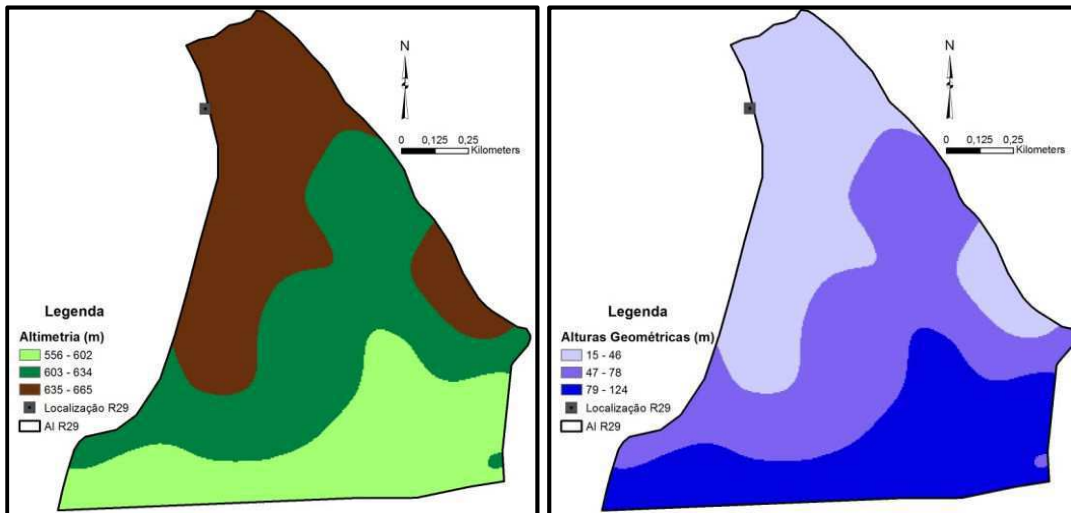 N
0 0,125 0,25
Kilometers
Legenda
Altimetria (m)
556 - 602
603 - 634
635 - 665
Localização R29
AI R29
N
0 0,125 0,25
Kilometers
Legenda
Alturas Geométricas (m)
15 - 46
47 - 78
79 - 124
Localização R29
AI R29